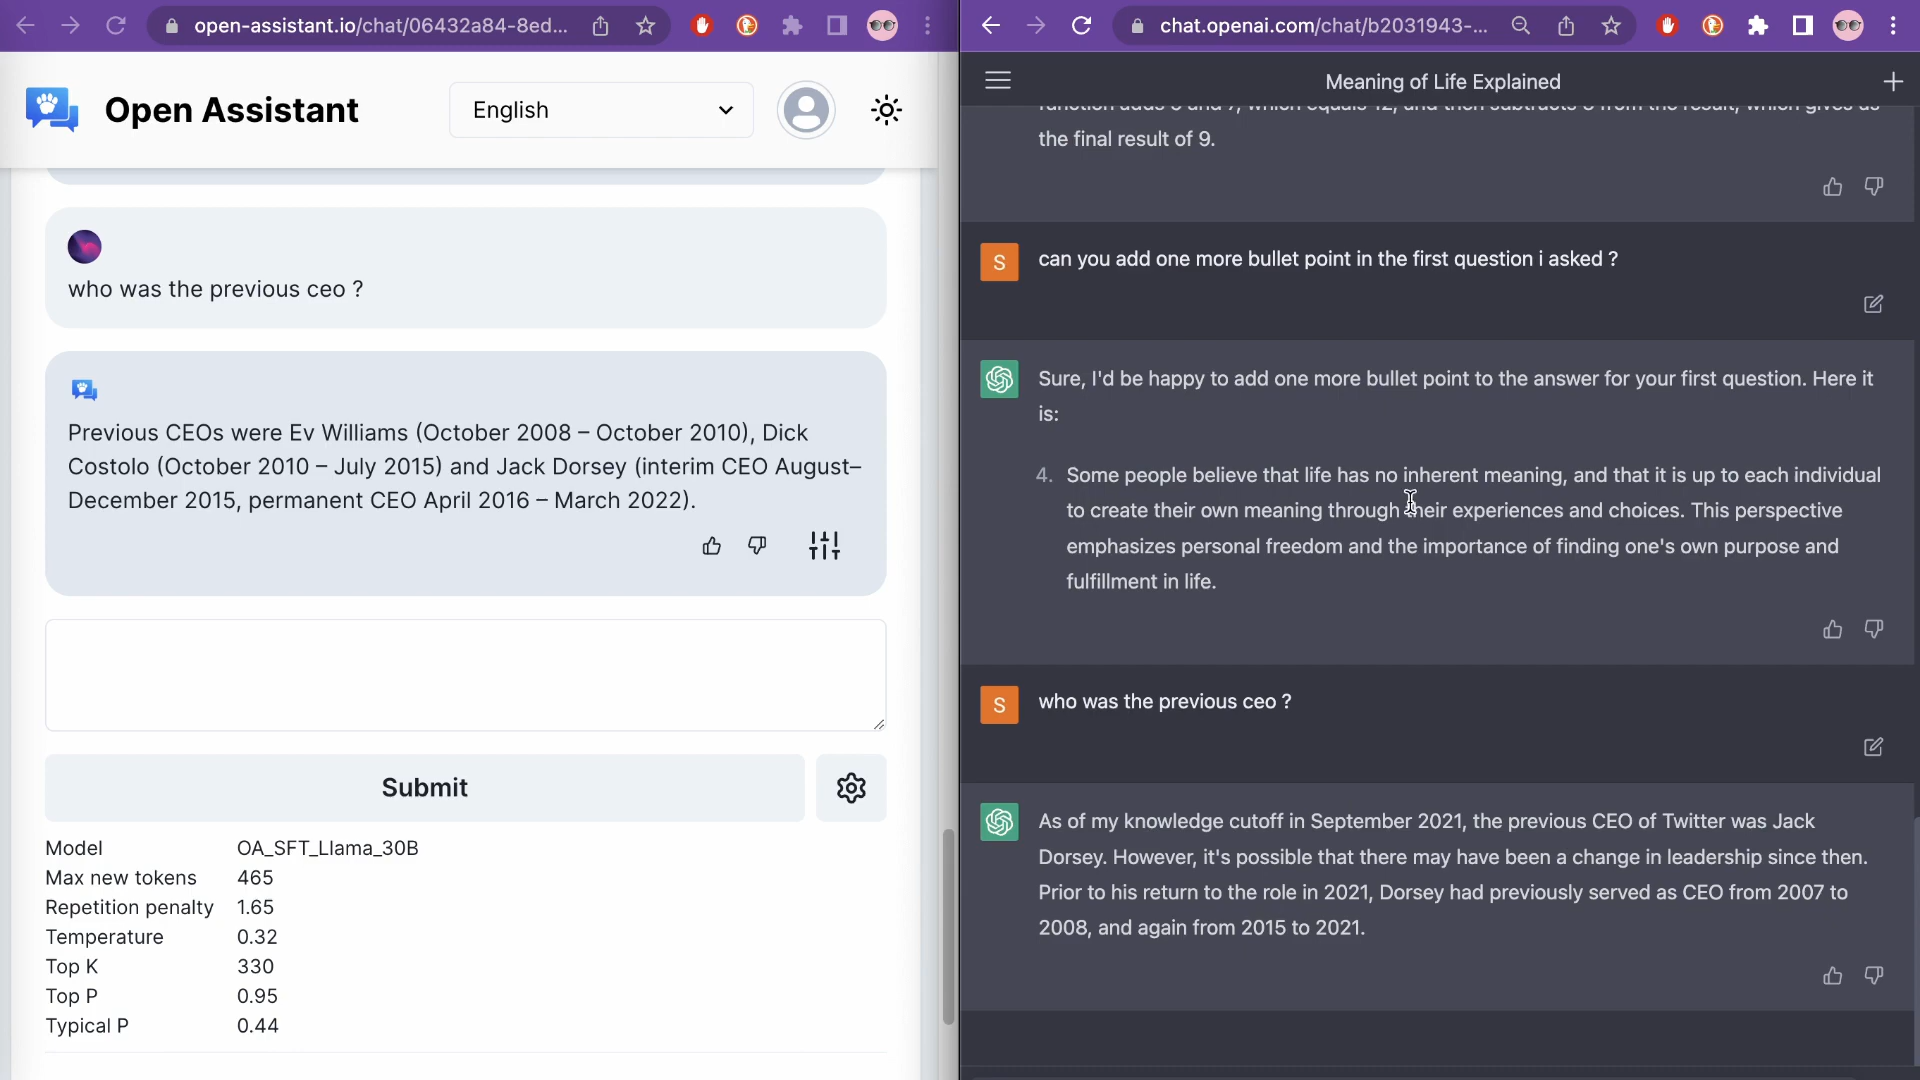 open-assistant.io/chat/06432a84-8ed...
Open Assistant
English
who was the previous ceo ?
Previous CEOs were Ev Williams (October 2008 – October 2010), Dick
Costolo (October 2010 – July 2015) and Jack Dorsey (interim CEO August–
December 2015, permanent CEO April 2016 – March 2022).
Submit
Model OA_SFT_Llama_30B
Max new tokens 465
Repetition penalty 1.65
Temperature 0.32
Top K 330
Top P 0.95
Typical P 0.44
chat.openai.com/chat/b2031943-...
Meaning of Life Explained
the final result of 9.
S
can you add one more bullet point in the first question i asked ?
Sure, I'd be happy to add one more bullet point to the answer for your first question. Here it
is:
4. Some people believe that life has no inherent meaning, and that it is up to each individual
to create their own meaning through their experiences and choices. This perspective
emphasizes personal freedom and the importance of finding one's own purpose and
fulfillment in life.
S
who was the previous ceo ?
As of my knowledge cutoff in September 2021, the previous CEO of Twitter was Jack
Dorsey. However, it's possible that there may have been a change in leadership since then.
Prior to his return to the role in 2021, Dorsey had previously served as CEO from 2007 to
2008, and again from 2015 to 2021.